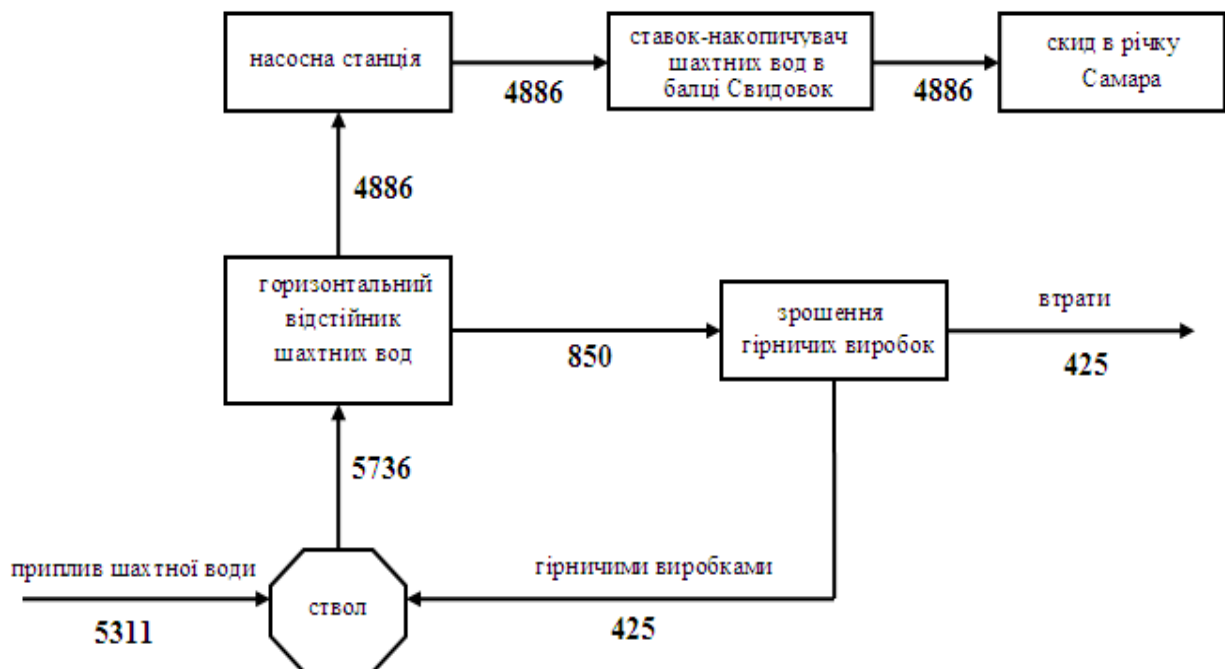 насосна станція
ставок-накопичувач
шахтних вод в
балці Свидовок
скид в річку
Самара
4886
4886
4886
горизонтальний
відстійник
шахтних вод
850
зрошення
гірничих виробок
втрати
425
5736
приплив шахтної води
5311
ствол
гірничими виробками
425